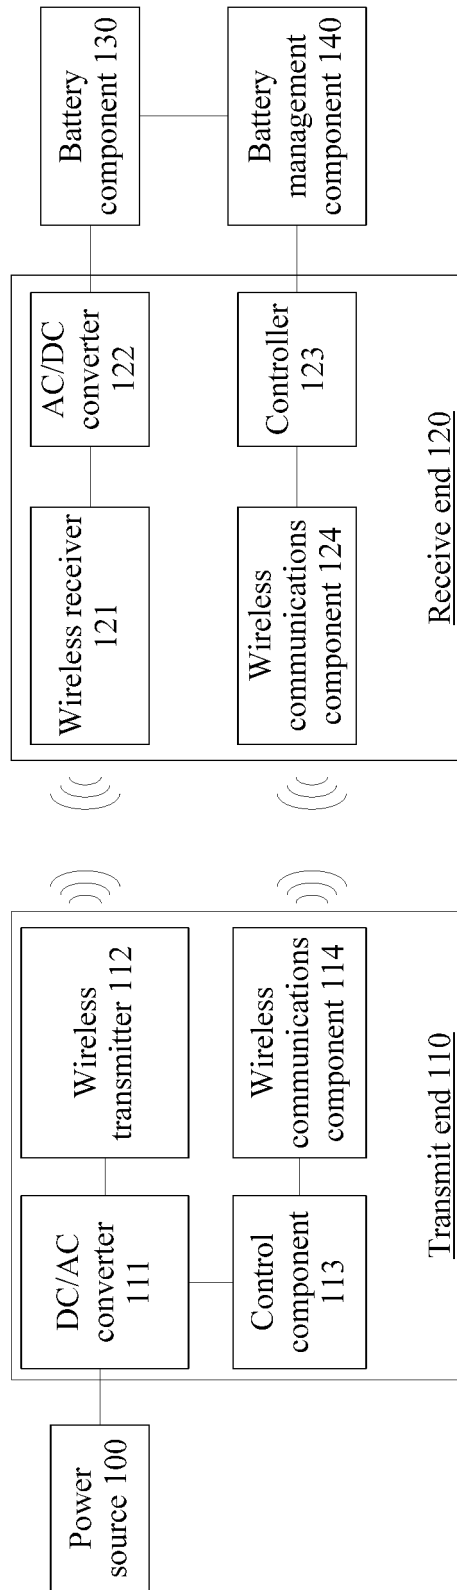 Power
source 100
DC/AC
converter
111
Wireless
transmitter 112
Control
component
113
Wireless
communications
component 114
Transmit end 110
Wireless receiver
121
AC/DC
converter
122
Wireless
communications
component 124
Controller
123
Receive end 120
Battery
component 130
Battery
management
component 140